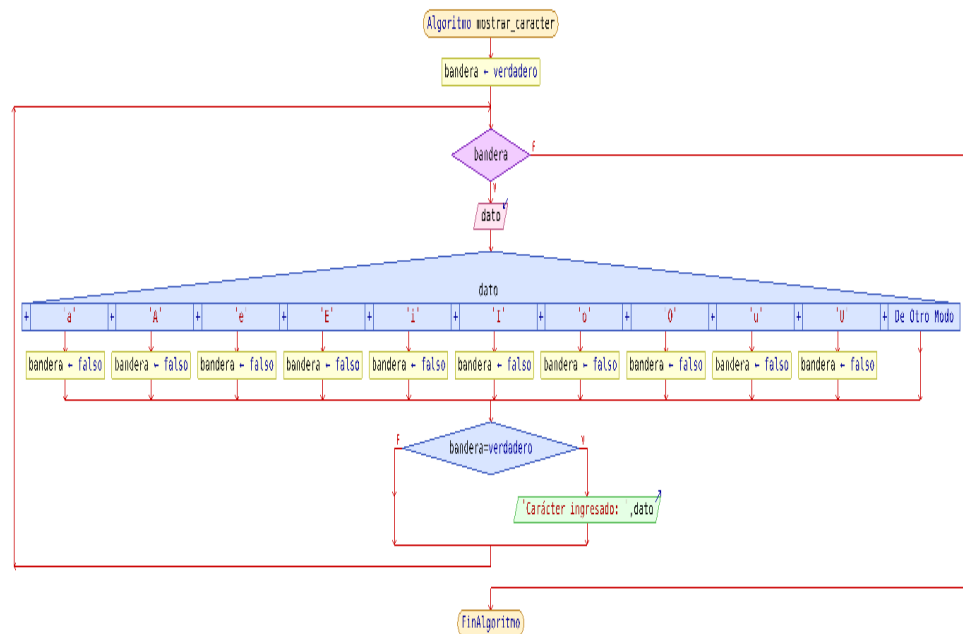 Algoritmo mostrar_caracter
bandera ← verdadero
bandera
F
V
dato
dato
+ 'a' + 'A' + 'e' + 'E' + 'i' + 'I' + 'o' + 'O' + 'u' + 'U' + De Otro Modo
bandera ← falso bandera ← falso bandera ← falso bandera ← falso bandera ← falso bandera ← falso bandera ← falso bandera ← falso bandera ← falso bandera ← falso
F bandera=verdadero V
'Carácter ingresado: ',dato
FinAlgoritmo